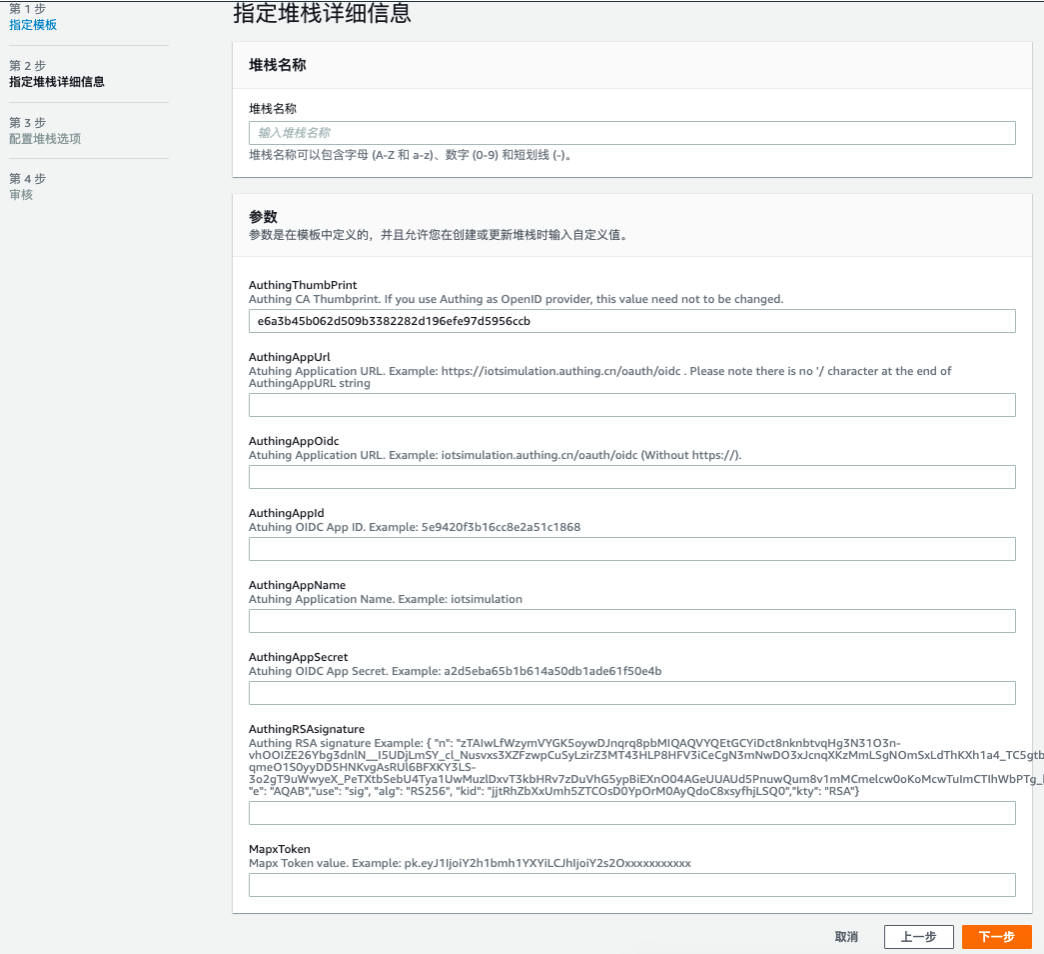 第 1 步
指定模板
第 2 步
指定堆栈详细信息
第 3 步
配置堆栈选项
第 4 步
审核
指定堆栈详细信息
堆栈名称
堆栈名称
输入堆栈名称
堆栈名称可以包含字母 (A-Z 和 a-z)、数字 (0-9) 和短划线 (-)。
参数
参数是在模板中定义的，并且允许您在创建或更新堆栈时输入自定义值。
AuthingThumbPrint
Authing CA Thumbprint. If you use Authing as OpenID provider, this value need not to be changed.
e6a3b45b062d509b3382282d196efe97d5956ccb
AuthingAppUrl
Atuhing Application URL. Example: https://iotsimulation.authing.cn/oauth/oidc . Please note there is no '/ character at the end of
AuthingAppURL string
AuthingAppOidc
Atuhing Application URL. Example: iotsimulation.authing.cn/oauth/oidc (Without https://).
AuthingAppId
Atuhing OIDC App ID. Example: 5e9420f3b16cc8e2a51c1868
AuthingAppName
Atuhing Application Name. Example: iotsimulation
AuthingAppSecret
Atuhing OIDC App Secret. Example: a2d5eba65b1b614a50db1ade61f50e4b
AuthingRSAsignature
Authing RSA signature Example: { "n": "zTAIwLfWzymVYGK5oywDJnqrq8pbMIQAQVYQEtGCYiDct8nknbtvqHg3N31O3n-
vhOOIZE26Ybg3dnlN__I5UDjLmSY_cl_Nusvxs3XZFzwpCuSyLzirZ3MT43HLP8HFV3iCeCgN3mNwDO3xJcnqXKzMmLSgNOmSxLdThKXh1a4_TC5gtb
qmeO1S0yyDD5HNKvgAsRUl6BFXKY3LS-
3o2gT9uWwyeX_PeTXtbSebU4Tya1UwMuzlDxvT3kbHRv7zDuVhG5ypBiEXnO04AGeUUAUd5PnuwQum8v1mMCmelcw0oKoMcwTuImCTIhWbPTg_
"e": "AQAB","use": "sig", "alg": "RS256", "kid": "jjtRhZbXxUmh5ZTCOsD0YpOrM0AyQdoC8xsyfhjLSQ0","kty": "RSA"}
MapxToken
Mapx Token value. Example: pk.eyJ1IjoiY2h1bmh1YXYiLCJhIjoiY2s2Oxxxxxxxxxxx
取消
上一步
下一步